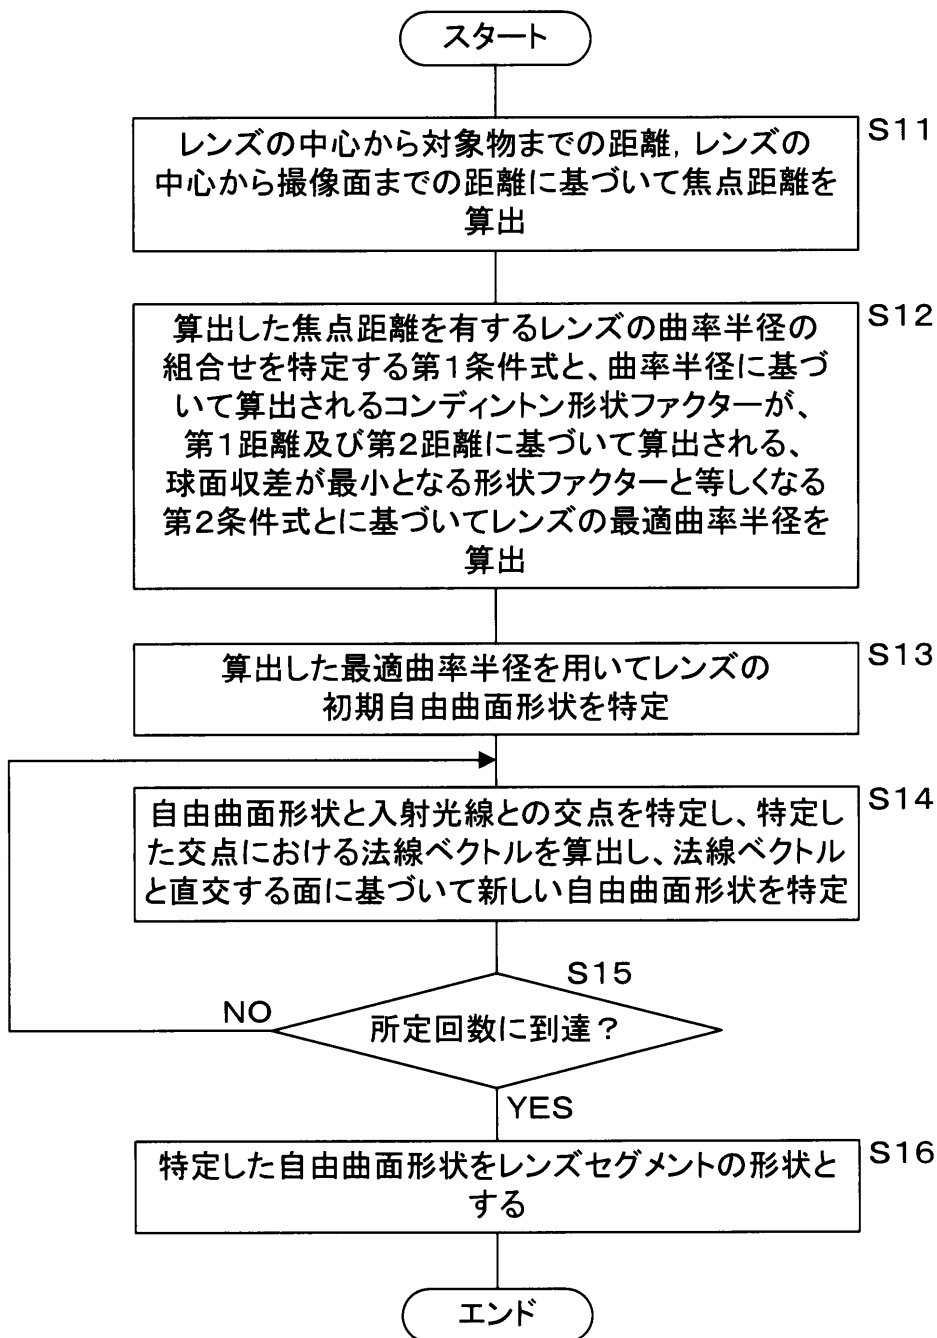 スタート
S11
レンズの中心から対象物までの距離, レンズの
中心から撮像面までの距離に基づいて焦点距離を
算出
S12
算出した焦点距離を有するレンズの曲率半径の
組合せを特定する第1条件式と、曲率半径に基づ
いて算出されるコンディントン形状ファクターが、
第1距離及び第2距離に基づいて算出される、
球面収差が最小となる形状ファクターと等しくなる
第2条件式とに基づいてレンズの最適曲率半径を
算出
S13
算出した最適曲率半径を用いてレンズの
初期自由曲面形状を特定
S14
自由曲面形状と入射光線との交点を特定し、特定し
た交点における法線ベクトルを算出し、法線ベクトル
と直交する面に基づいて新しい自由曲面形状を特定
S15
NO
所定回数に到達?
YES
S16
特定した自由曲面形状をレンズセグメントの形状と
する
エンド